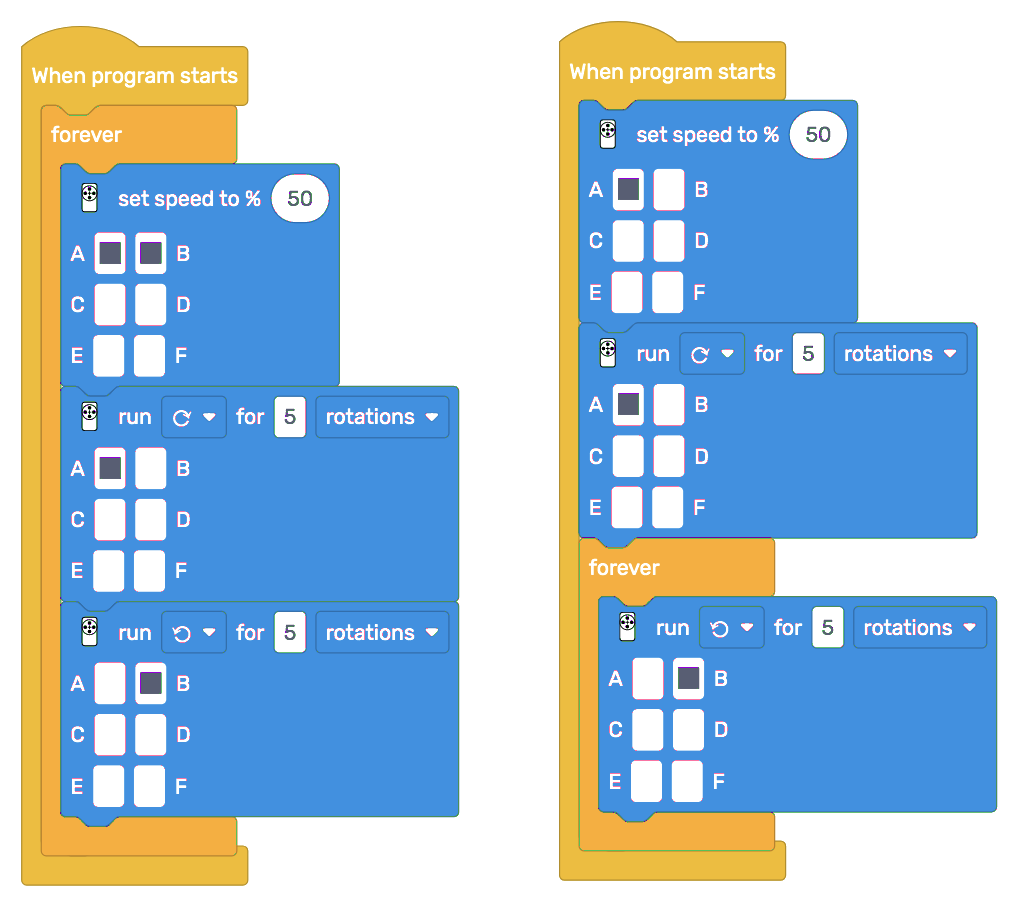 When program starts
forever
set speed to % 50
A B
C D
E F
run for 5 rotations
A B
C D
E F
run for 5 rotations
A B
C D
E F
When program starts
set speed to % 50
A B
C D
E F
run for 5 rotations
A B
C D
E F
forever
run for 5 rotations
A B
C D
E F